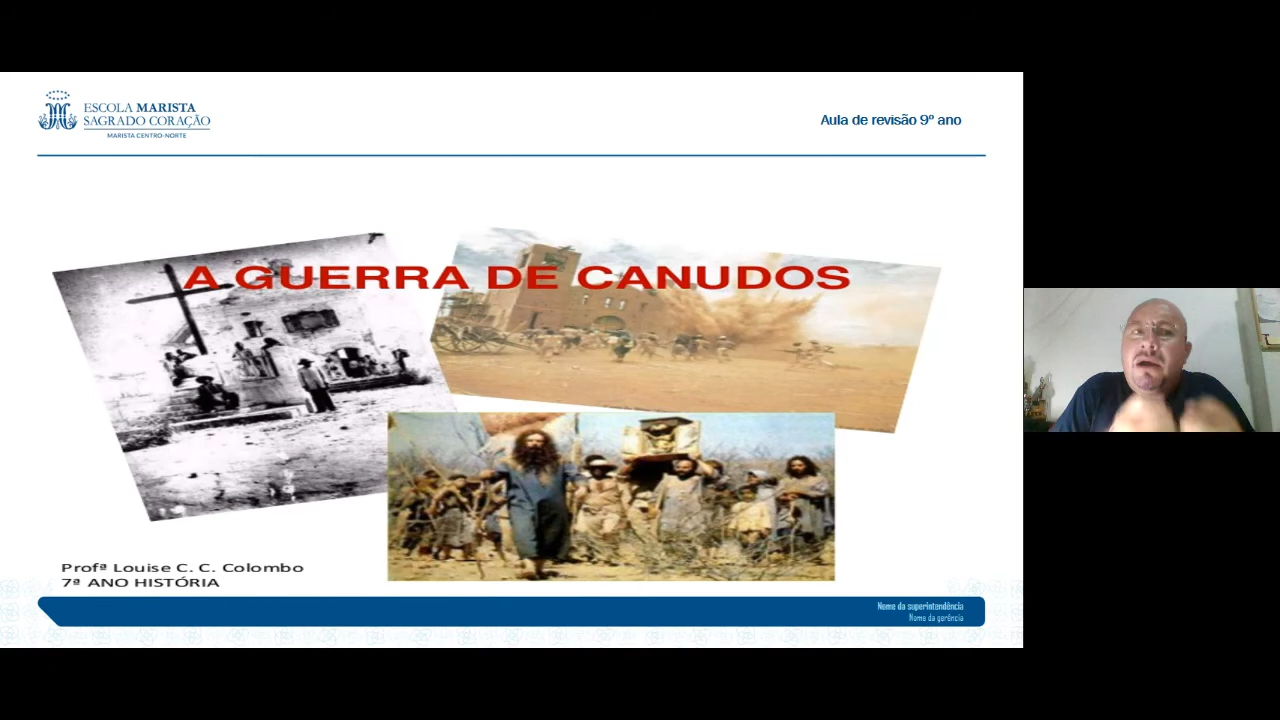 ESCOLA MARISTA
SAGRADO CORAÇÃO
MARISTA CENTRO-NORTE
Aula de revisão 9º ano
A GUERRA DE CANUDOS
Profª Louise C. C. Colombo
7ª ANO HISTÓRIA
Nome da superintendência
Nome da gerência